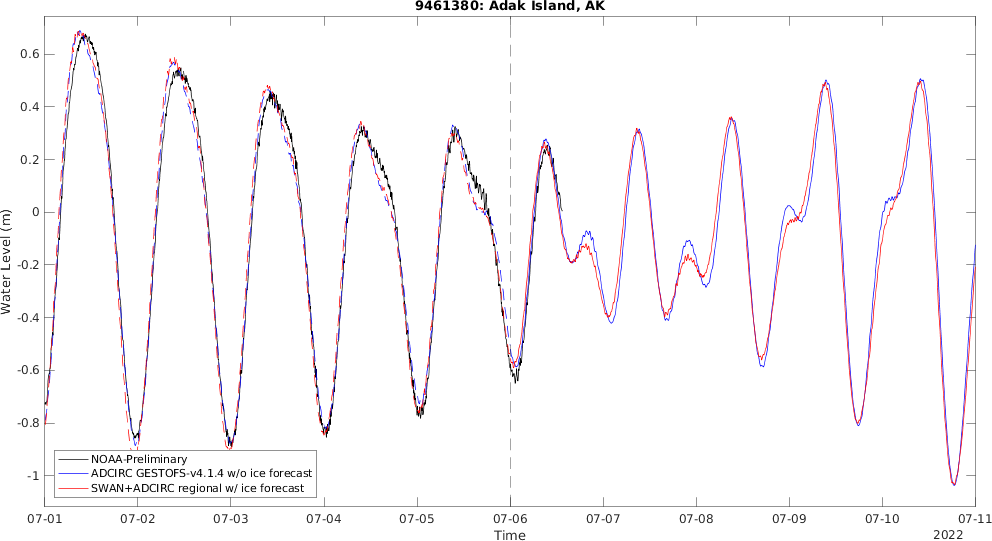 9461380: Adak Island, AK
Water Level (m)
0.6
0.4
0.2
0
-0.2
-0.4
-0.6
-0.8
-1
NOAA-Preliminary
ADCIRC GESTOFS-v4.1.4 w/o ice forecast
SWAN+ADCIRC regional w/ ice forecast
07-01 07-02 07-03 07-04 07-05 07-06 07-07 07-08 07-09 07-10 07-11
Time
2022